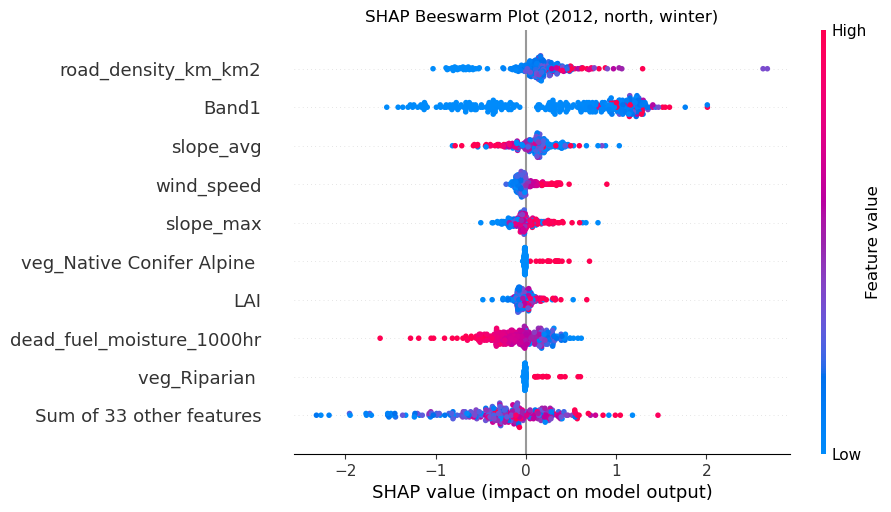 SHAP Beeswarm Plot (2012, north, winter)
High
road_density_km_km2
Band1
slope_avg
wind_speed
slope_max
veg_Native Conifer Alpine
LAI
dead_fuel_moisture_1000hr
veg_Riparian
Sum of 33 other features
Feature value
Low
−2 −1 0 1 2
SHAP value (impact on model output)